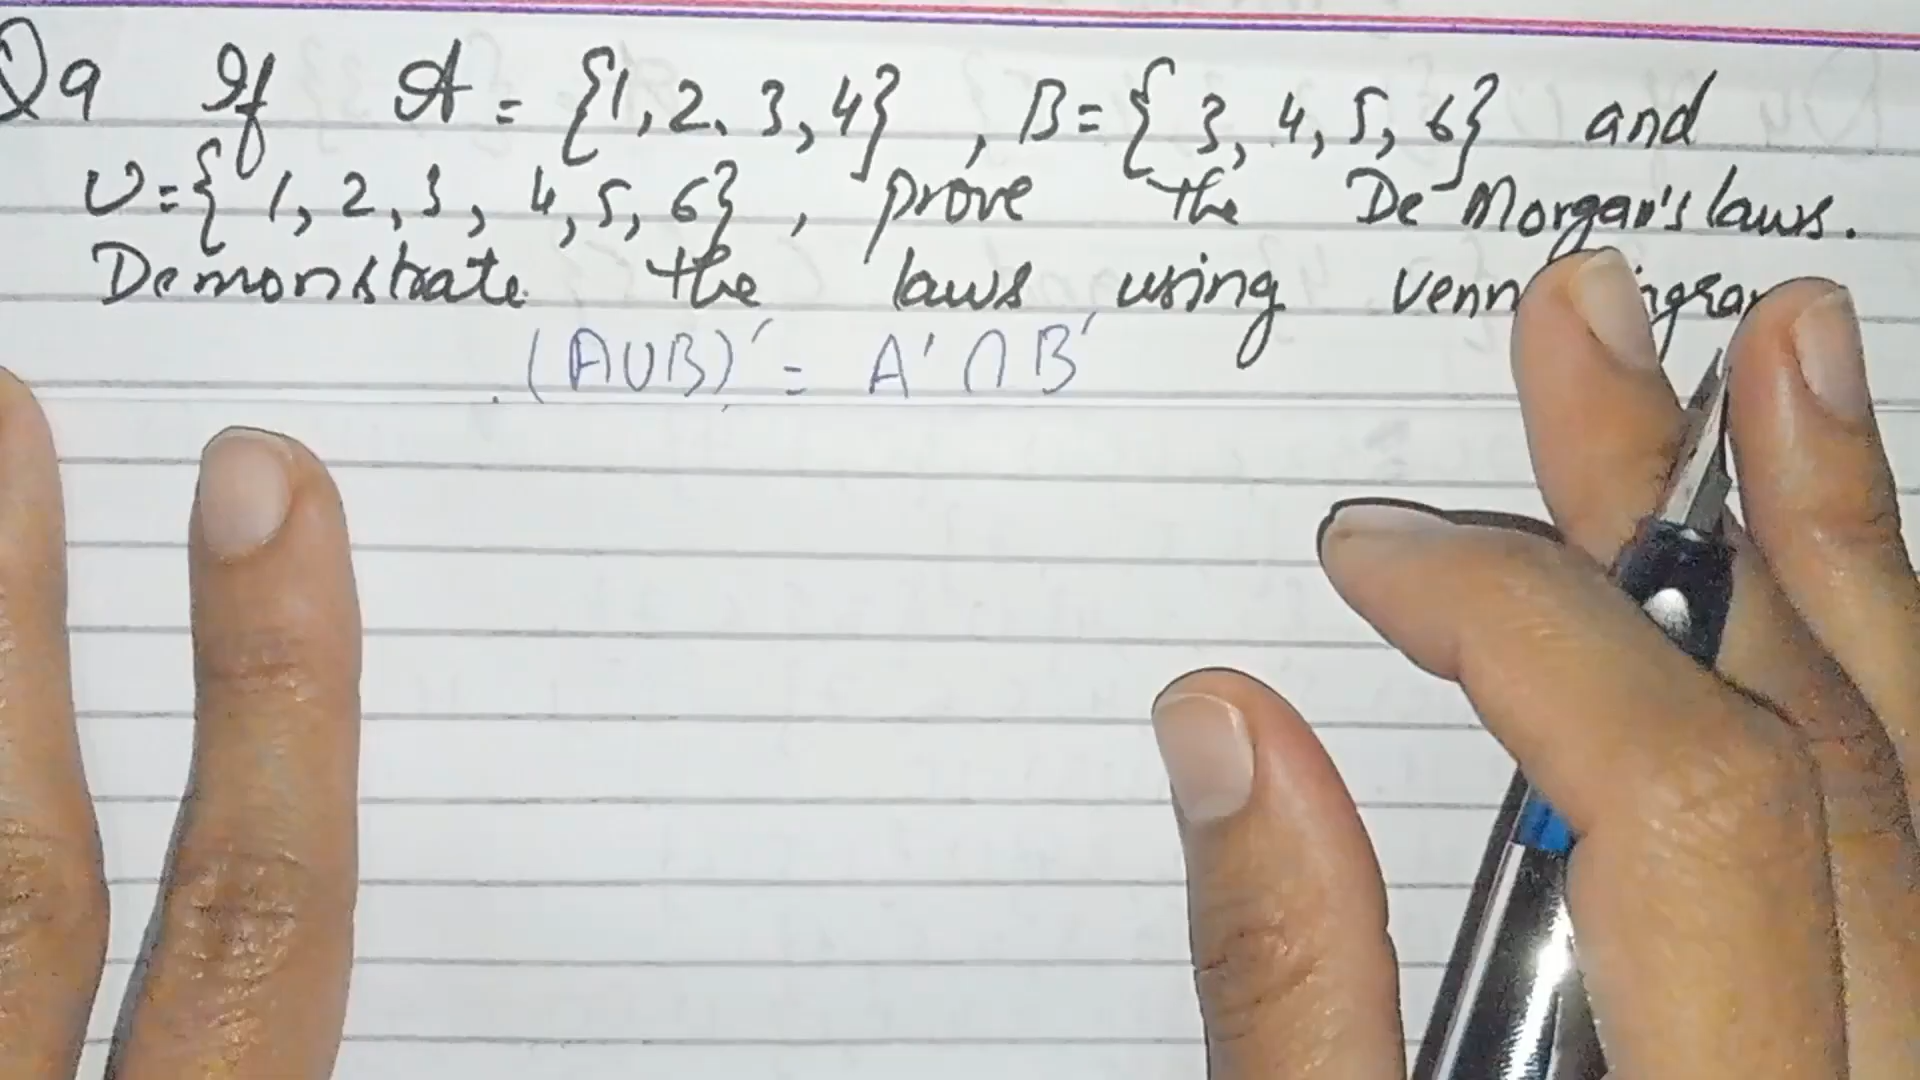 Q9 If A = {1, 2, 3, 4}, B = {3, 4, 5, 6} and
U = {1, 2, 3, 4, 5, 6}, prove the De Morgan's laws.
Demonstrate the laws using venn
(A∪B)' = A' ∩ B'